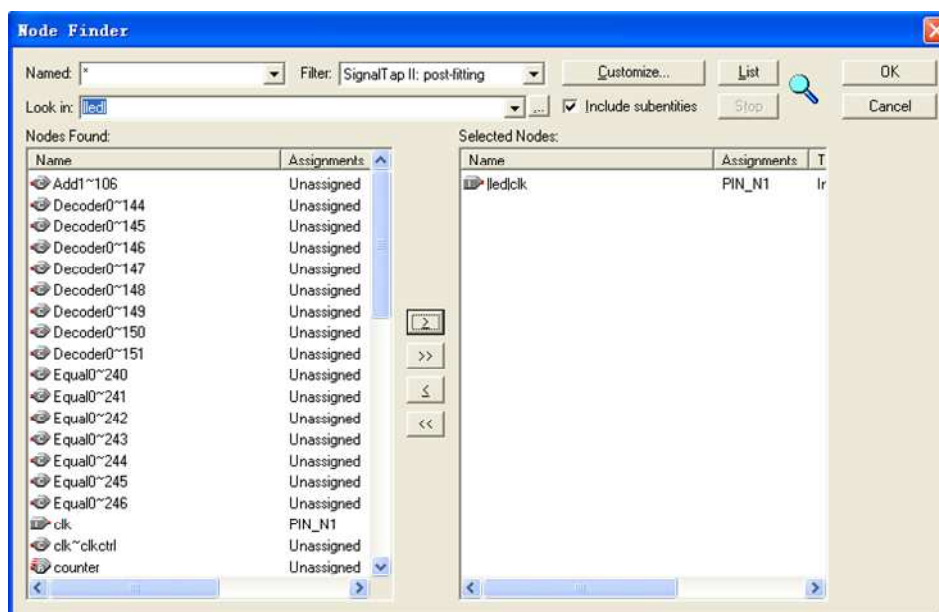 Node Finder
Named: * Filter: SignalTap II: post-fitting Customize... List OK
Look in: |led| ... Include subentities Stop Cancel
Nodes Found: Selected Nodes:
Name Assignments Name Assignments T
Add1~106 Unassigned |led|clk PIN_N1 Ir
Decoder0~144 Unassigned
Decoder0~145 Unassigned
Decoder0~146 Unassigned
Decoder0~147 Unassigned
Decoder0~148 Unassigned
Decoder0~149 Unassigned
Decoder0~150 Unassigned
Decoder0~151 Unassigned
Equal0~240 Unassigned
Equal0~241 Unassigned
Equal0~242 Unassigned
Equal0~243 Unassigned
Equal0~244 Unassigned
Equal0~245 Unassigned
Equal0~246 Unassigned
clk PIN_N1
clk~clkctrl Unassigned
counter Unassigned
>
>>
<
<<